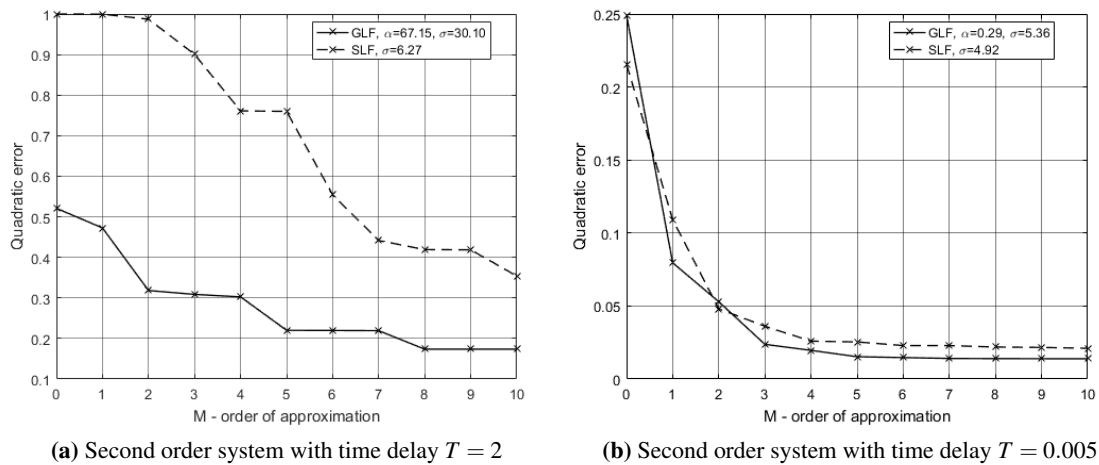 GLF, α=67.15, σ=30.10
SLF, σ=6.27
1
0.9
0.8
0.7
0.6
0.5
0.4
0.3
0.2
0.1
Quadratic error
0 1 2 3 4 5 6 7 8 9 10
M - order of approximation
(a) Second order system with time delay T = 2
GLF, α=0.29, σ=5.36
SLF, σ=4.92
0.25
0.2
0.15
0.1
0.05
0
Quadratic error
0 1 2 3 4 5 6 7 8 9 10
M - order of approximation
(b) Second order system with time delay T = 0.005